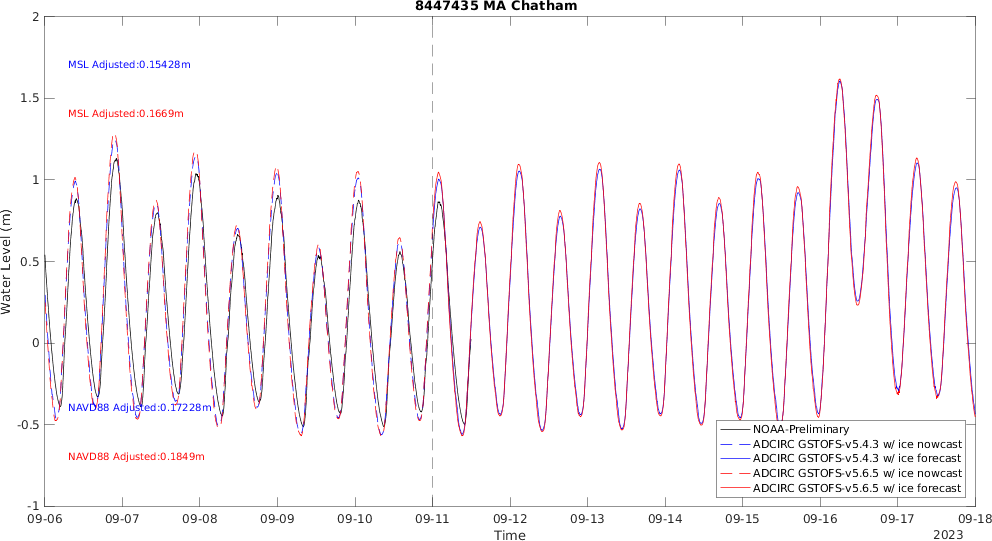 8447435 MA Chatham
2
MSL Adjusted:0.15428m
1.5
MSL Adjusted:0.1669m
1
0.5
Water Level (m)
0
NAVD88 Adjusted:0.17228m
-0.5
NAVD88 Adjusted:0.1849m
-1
NOAA-Preliminary
ADCIRC GSTOFS-v5.4.3 w/ ice nowcast
ADCIRC GSTOFS-v5.4.3 w/ ice forecast
ADCIRC GSTOFS-v5.6.5 w/ ice nowcast
ADCIRC GSTOFS-v5.6.5 w/ ice forecast
09-06 09-07 09-08 09-09 09-10 09-11 09-12 09-13 09-14 09-15 09-16 09-17 09-18
Time
2023